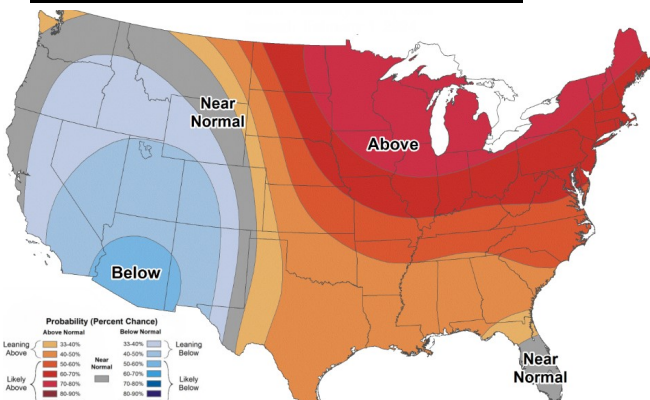 Near
Normal
Above
Below
Near
Normal
Probability (Percent Chance)
Above Normal
Below Normal
Leaning
Above
33-40%
40-50%
50-60%
60-70%
70-80%
80-90%
Likely
Above
Near
Normal
33-40%
40-50%
50-60%
60-70%
70-80%
80-90%
Leaning
Below
Likely
Below